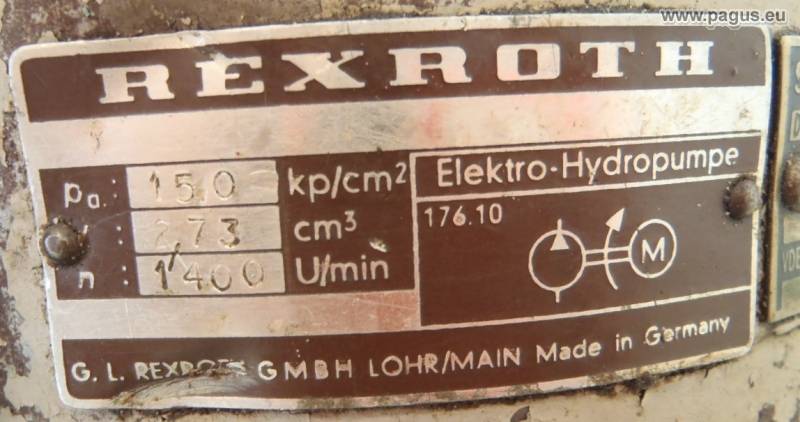 www.pagus.eu
REXROTH
Elektro-Hydropumpe
pa.: 150 kp/cm²
: 2,73 cm³
n : 1400 U/min
176.10
M
G. L. REXROTH GMBH LOHR/MAIN Made in Germany